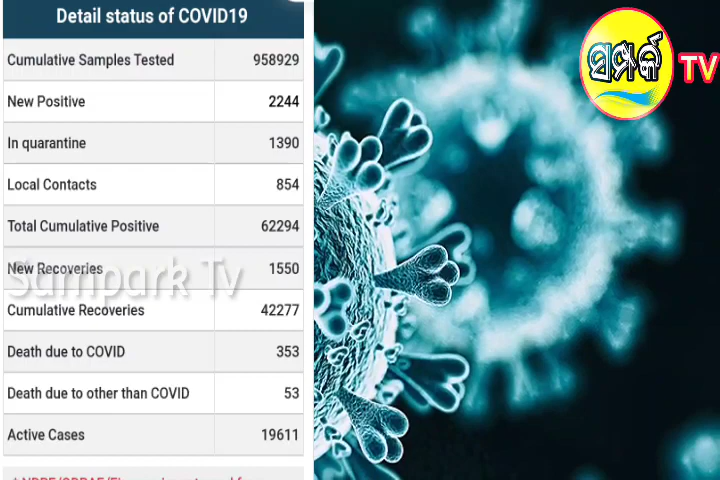 Detail status of COVID19
Cumulative Samples Tested 958929
New Positive 2244
In quarantine 1390
Local Contacts 854
Total Cumulative Positive 62294
New Recoveries 1550
Sampark Tv
Cumulative Recoveries 42277
Death due to COVID 353
Death due to other than COVID 53
Active Cases 19611
ସମ୍ପର୍କ TV